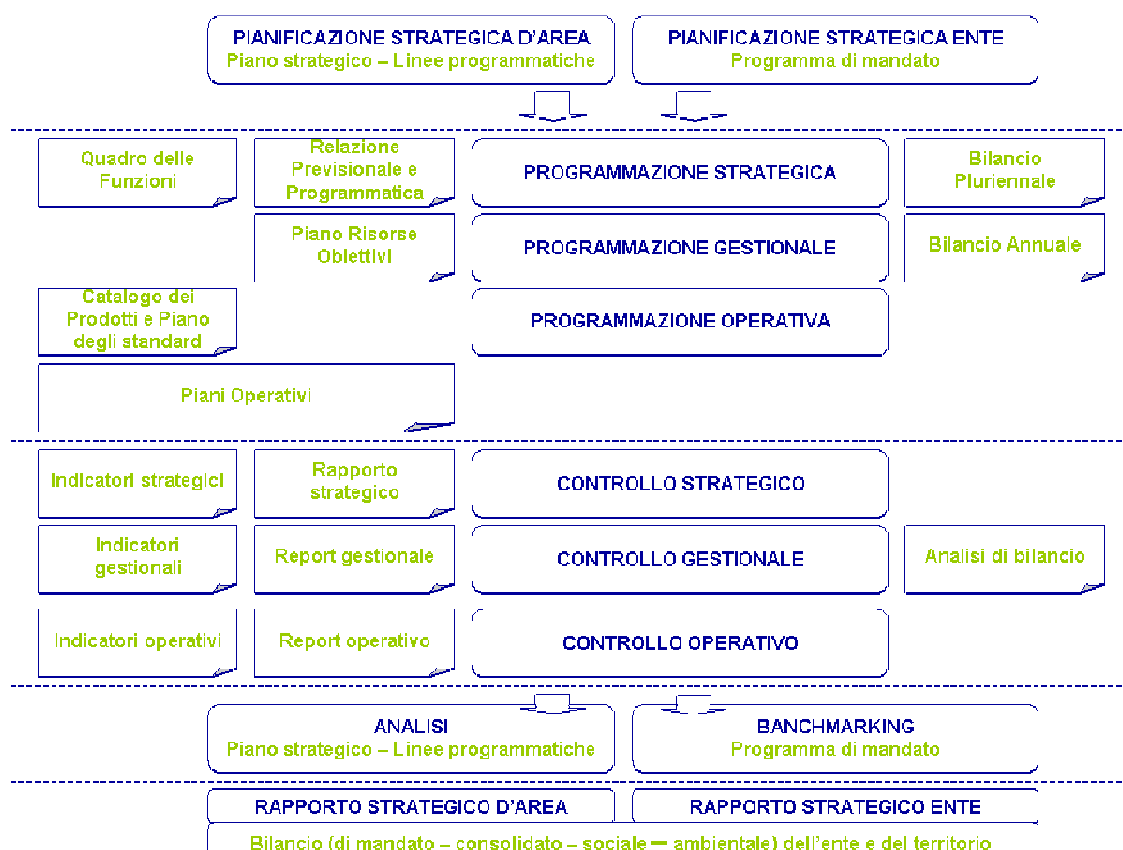 PIANIFICAZIONE STRATEGICA D'AREA
Piano strategico – Linee programmatiche
PIANIFICAZIONE STRATEGICA ENTE
Programma di mandato
Quadro delle
Funzioni
Relazione
Previsionale e
Programmatica
PROGRAMMAZIONE STRATEGICA
Bilancio
Pluriennale
Piano Risorse
Obiettivi
PROGRAMMAZIONE GESTIONALE
Bilancio Annuale
Catalogo dei
Prodotti e Piano
degli standard
PROGRAMMAZIONE OPERATIVA
Piani Operativi
Indicatori strategici
Rapporto
strategico
CONTROLLO STRATEGICO
Indicatori
gestionali
Report gestionale
CONTROLLO GESTIONALE
Analisi di bilancio
Indicatori operativi
Report operativo
CONTROLLO OPERATIVO
ANALISI
Piano strategico – Linee programmatiche
BANCHMARKING
Programma di mandato
RAPPORTO STRATEGICO D'AREA
RAPPORTO STRATEGICO ENTE
Bilancio (di mandato – consolidato – sociale – ambientale) dell'ente e del territorio